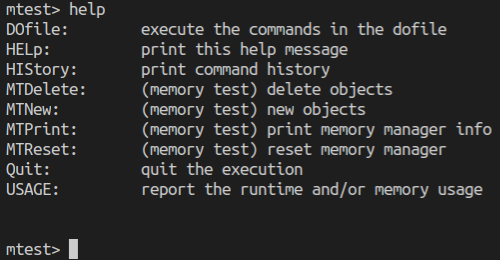 mtest> help
DOfile:         execute the commands in the dofile
HELp:           print this help message
HIStory:        print command history
MTDelete:       (memory test) delete objects
MTNew:          (memory test) new objects
MTPrint:        (memory test) print memory manager info
MTReset:        (memory test) reset memory manager
Quit:           quit the execution
USAGE:          report the runtime and/or memory usage
mtest>